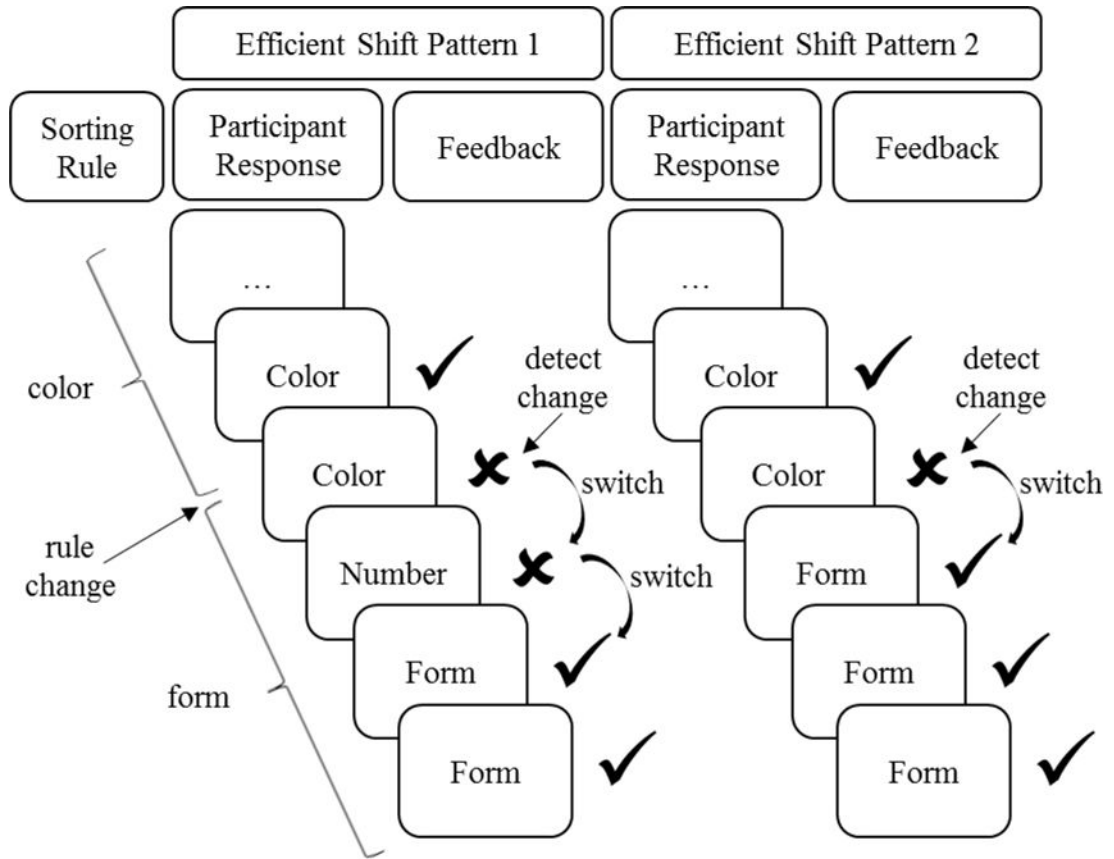 Efficient Shift Pattern 1
Efficient Shift Pattern 2
Sorting
Rule
Participant
Response
Feedback
Participant
Response
Feedback
...
...
Color
Color
detect
change
detect
change
color
Color
Color
switch
switch
rule
change
Number
switch
Form
Form
Form
form
Form
Form